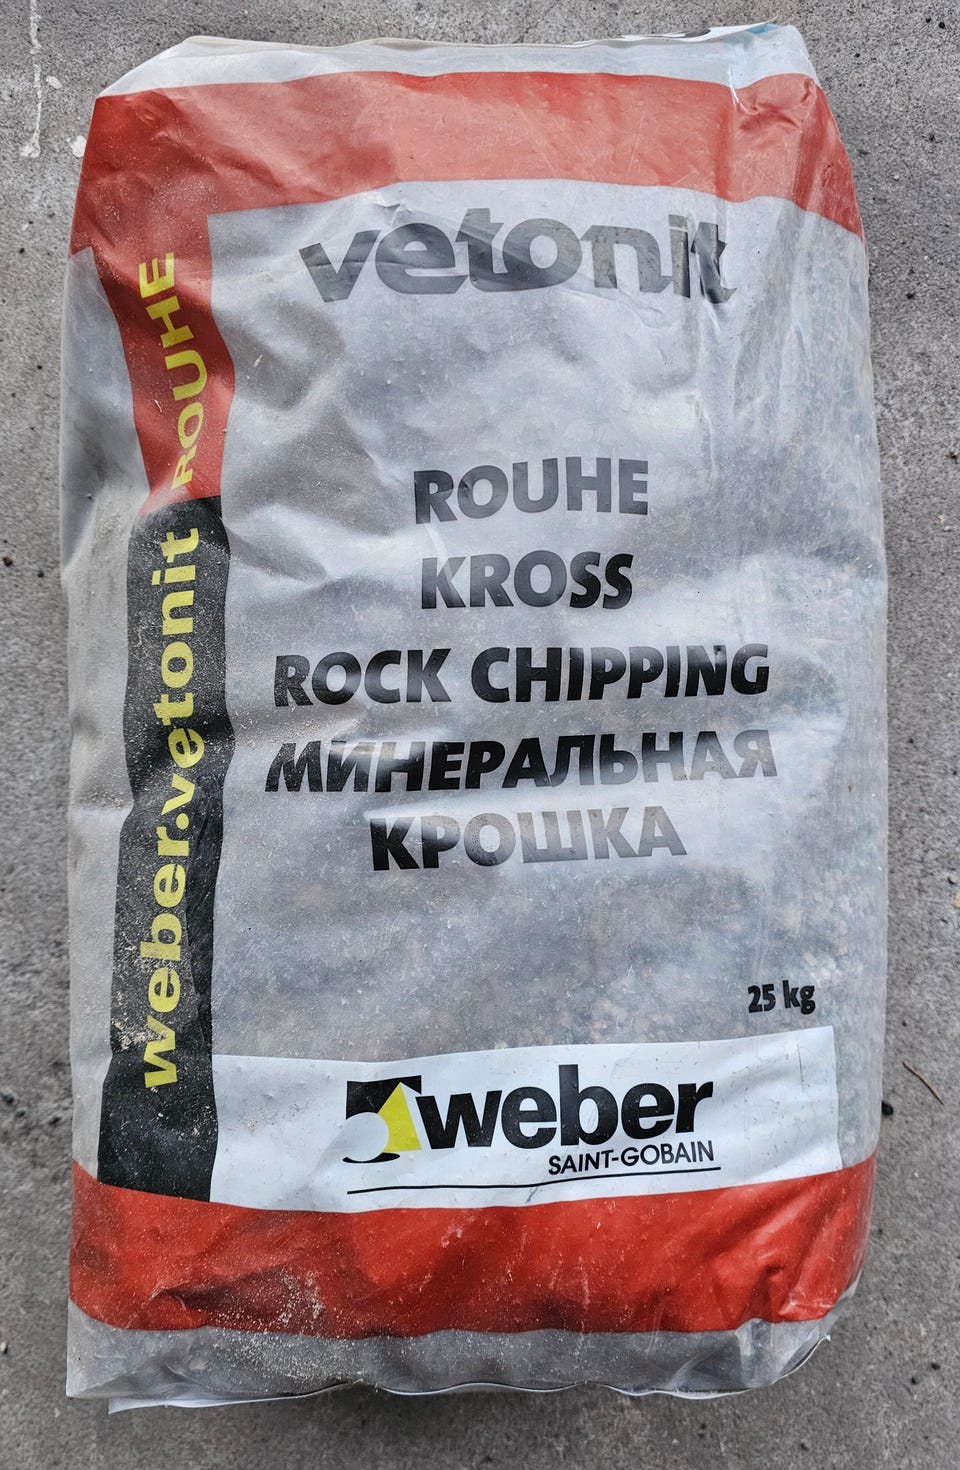 vetonit
ROUHE
KROSS
ROCK CHIPPING
МИНЕРАЛЬНАЯ
КРОШКА
25 kg
weber
SAINT-GOBAIN
weber.vetonit ROUHE